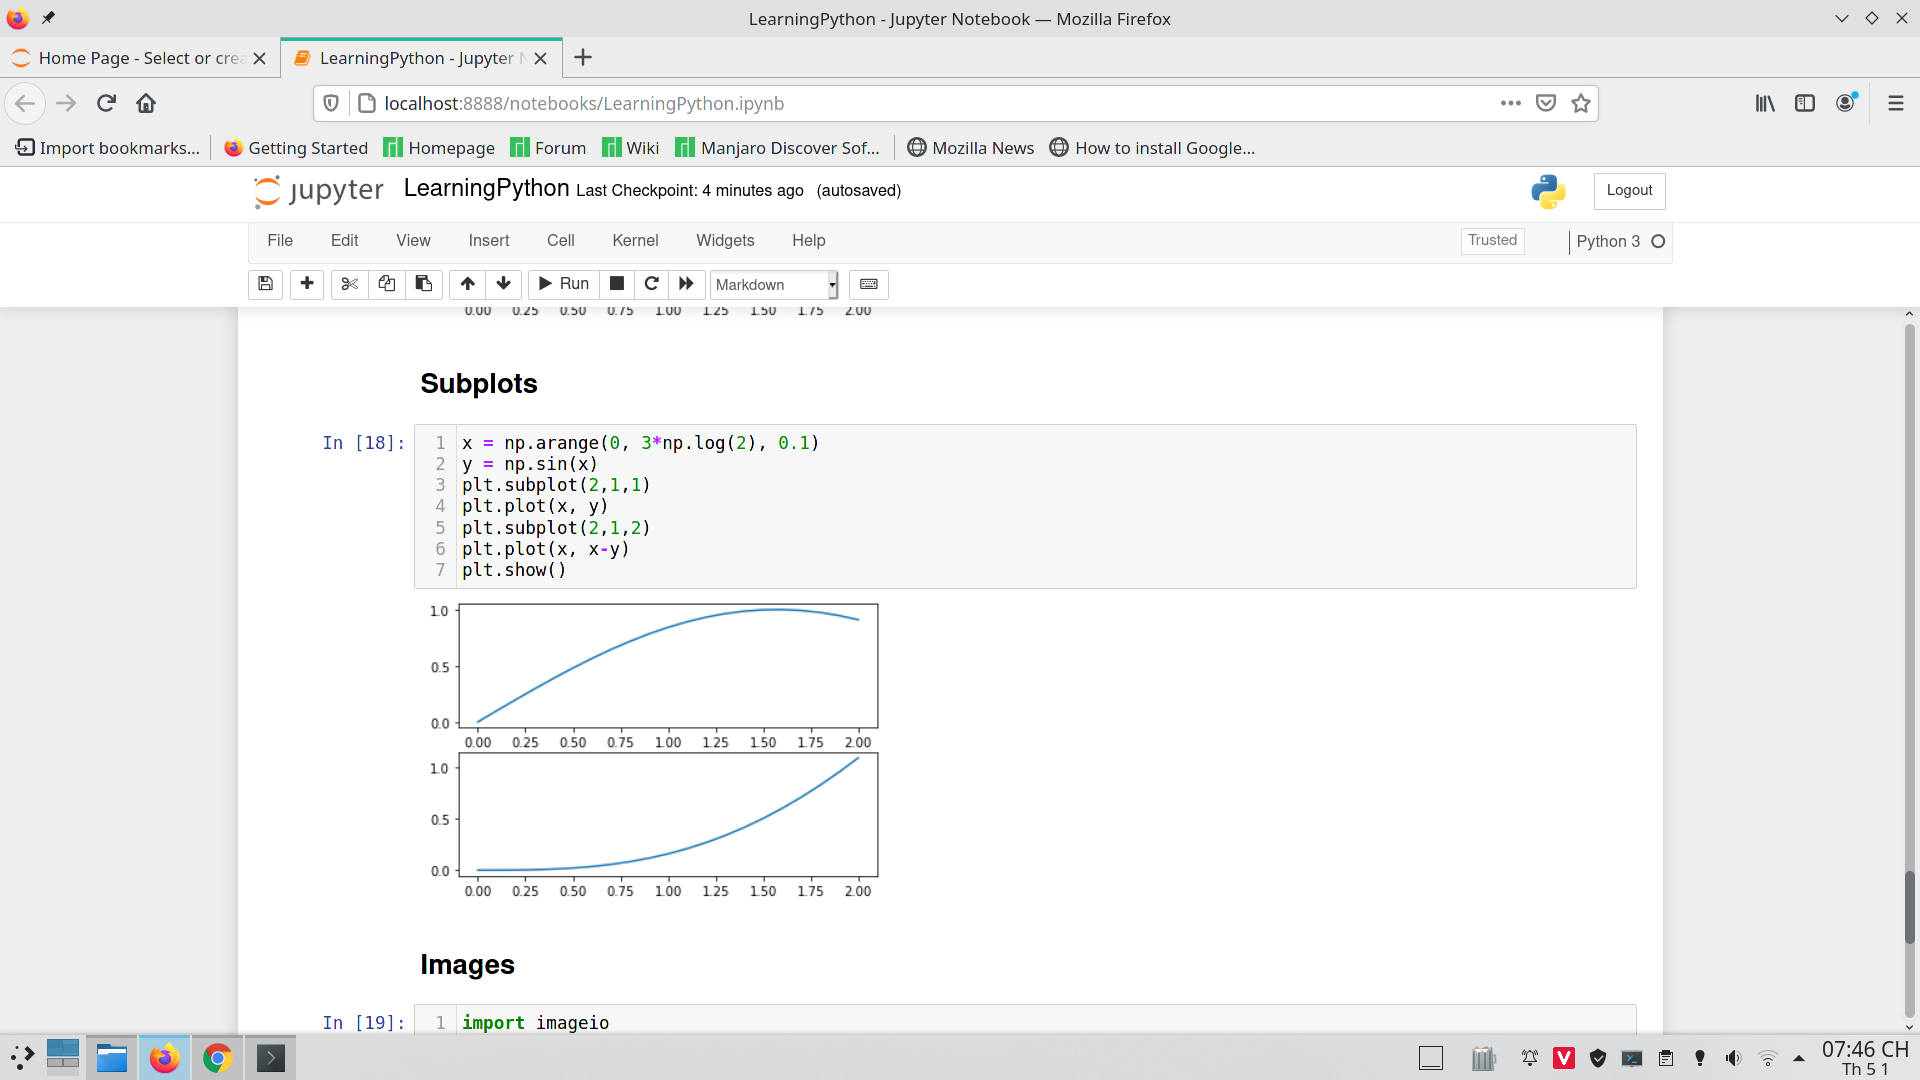 LearningPython - Jupyter Notebook — Mozilla Firefox
Home Page - Select or crea
LearningPython - Jupyter N
localhost:8888/notebooks/LearningPython.ipynb
Import bookmarks... Getting Started Homepage Forum Wiki Manjaro Discover Sof... Mozilla News How to install Google...
jupyter LearningPython Last Checkpoint: 4 minutes ago (autosaved) Logout
File Edit View Insert Cell Kernel Widgets Help Trusted Python 3
Run Markdown
0.00 0.25 0.50 0.75 1.00 1.25 1.50 1.75 2.00
Subplots
In [18]: 1 x = np.arange(0, 3*np.log(2), 0.1)
2 y = np.sin(x)
3 plt.subplot(2,1,1)
4 plt.plot(x, y)
5 plt.subplot(2,1,2)
6 plt.plot(x, x-y)
7 plt.show()
1.0
0.5
0.0
0.00 0.25 0.50 0.75 1.00 1.25 1.50 1.75 2.00
1.0
0.5
0.0
0.00 0.25 0.50 0.75 1.00 1.25 1.50 1.75 2.00
Images
In [19]: 1 import imageio
V
07:46 CH
Th 5 1